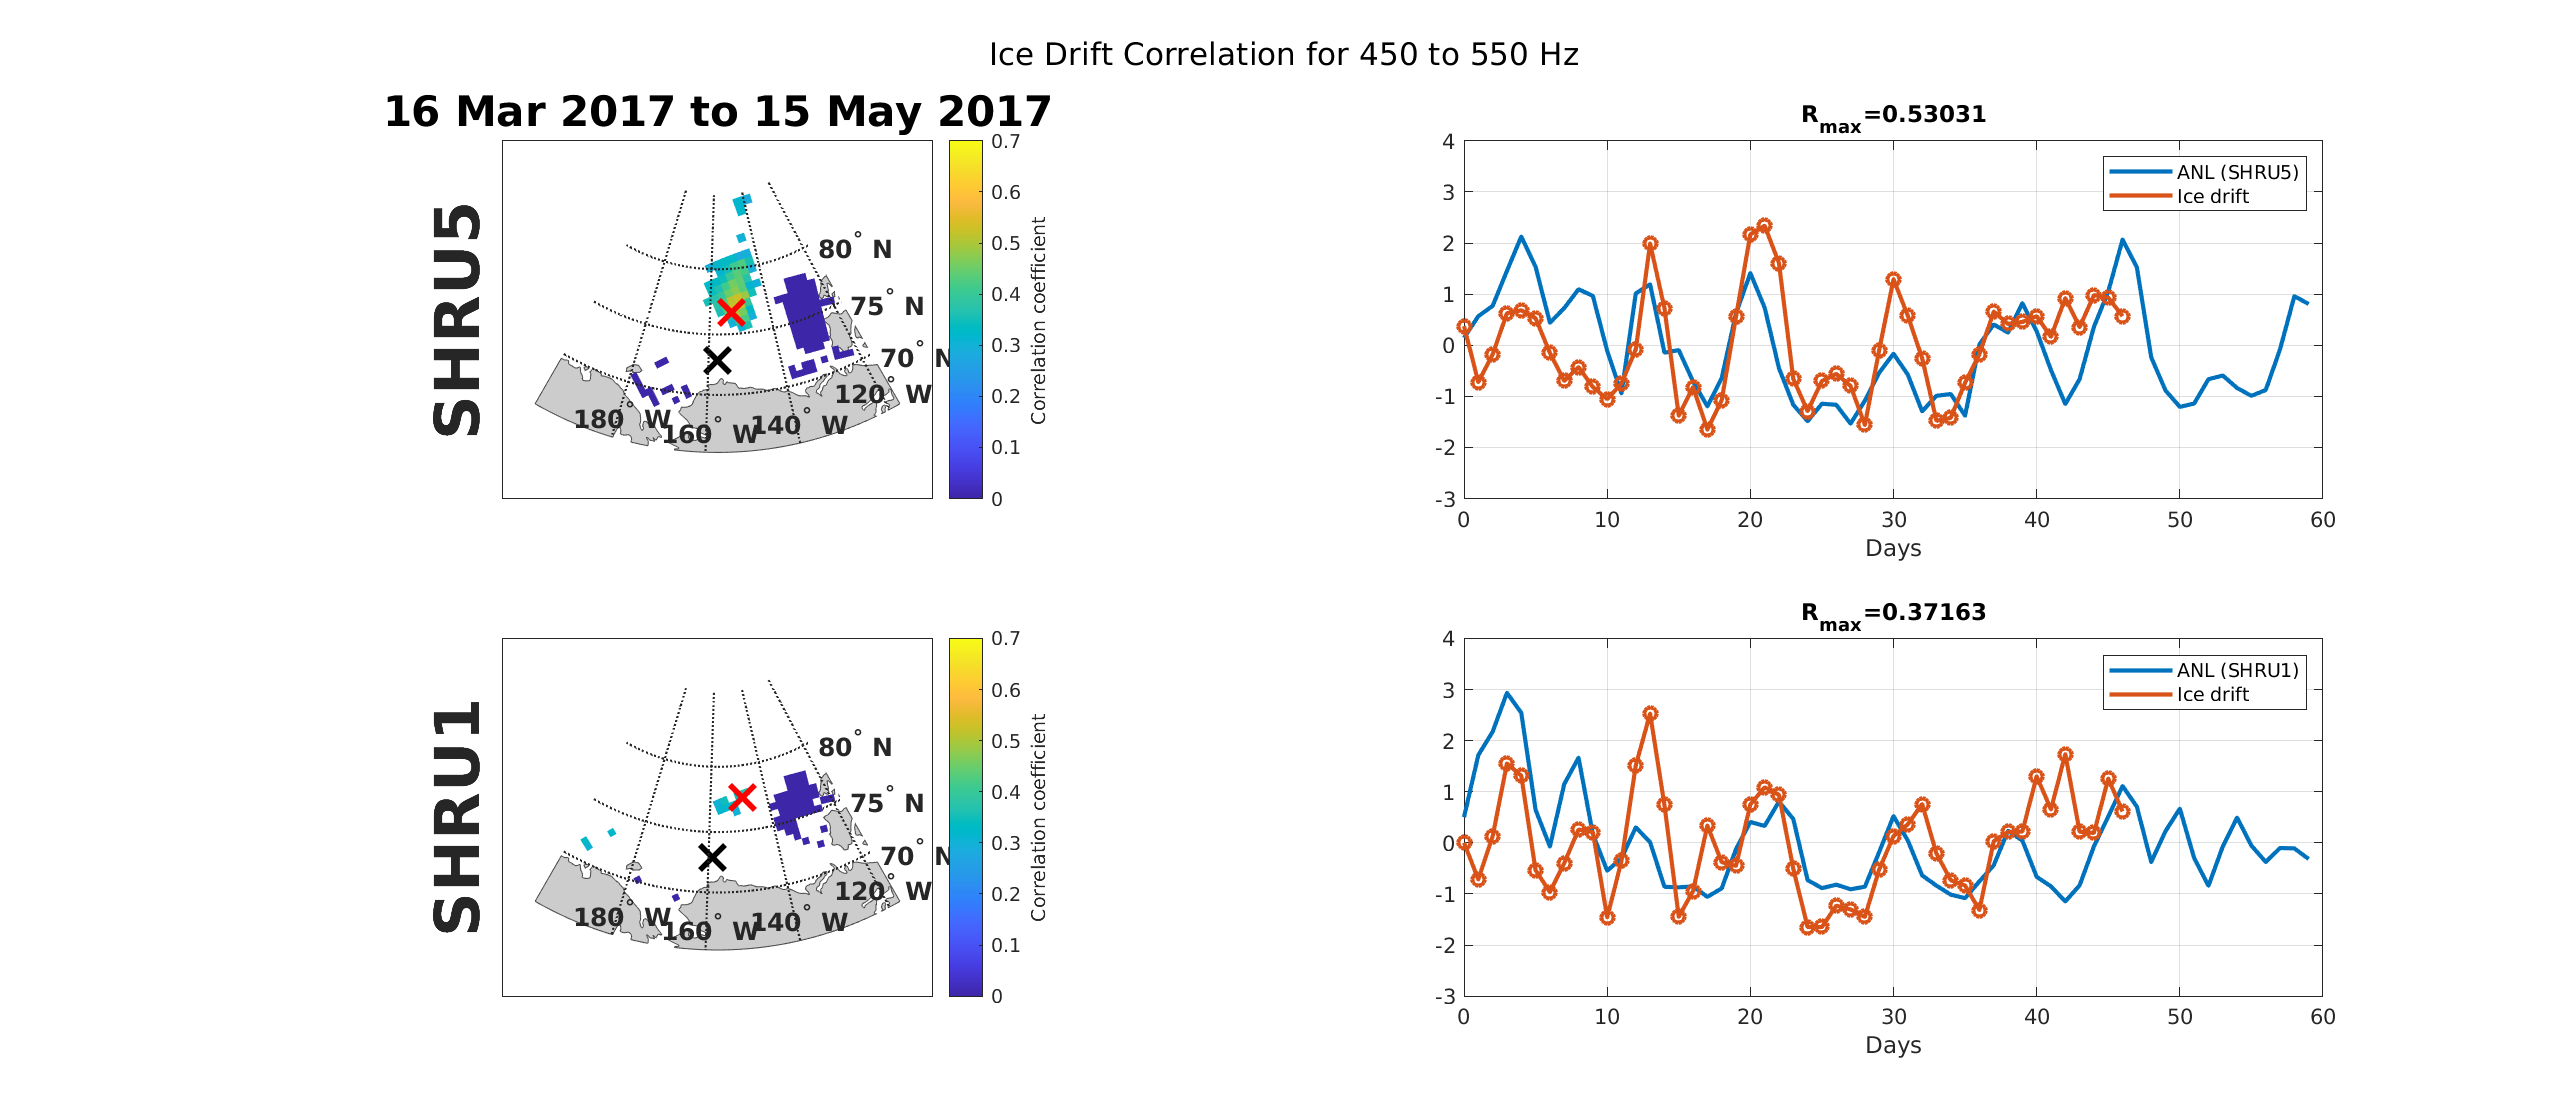 Ice Drift Correlation for 450 to 550 Hz
16 Mar 2017 to 15 May 2017
SHRU5
80° N
75° N
70° N
120° W
140° W
160° W
180° W
0.7
0.6
0.5
0.4
0.3
0.2
0.1
0
Correlation coefficient
Rmax=0.53031
4
3
2
1
0
-1
-2
-3
0 10 20 30 40 50 60
Days
ANL (SHRU5)
Ice drift
SHRU1
80° N
75° N
70° N
120° W
140° W
160° W
180° W
0.7
0.6
0.5
0.4
0.3
0.2
0.1
0
Correlation coefficient
Rmax=0.37163
4
3
2
1
0
-1
-2
-3
0 10 20 30 40 50 60
Days
ANL (SHRU1)
Ice drift